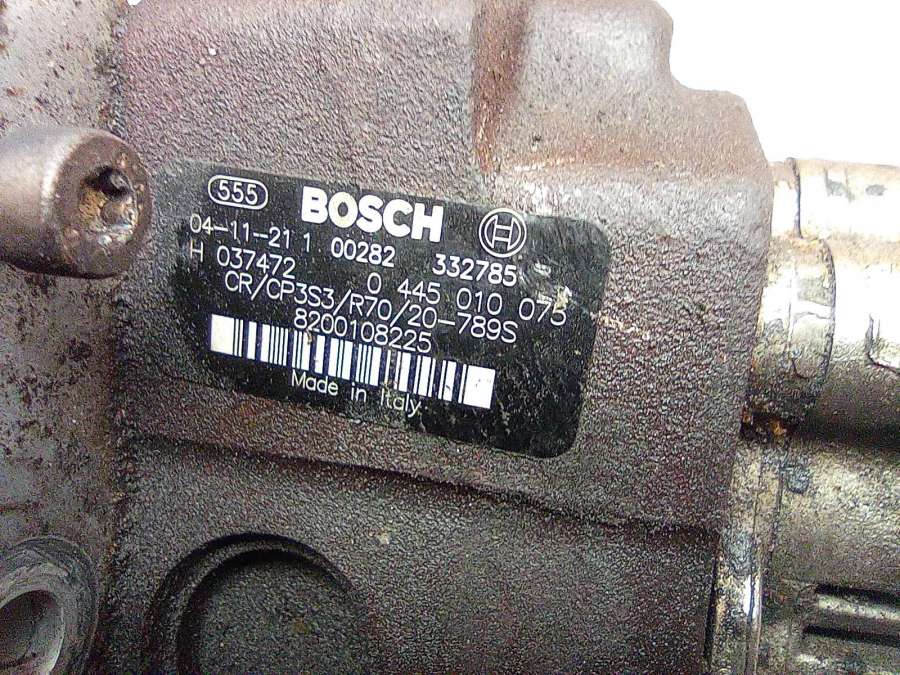 555 BOSCH
04-11-21 1 00282 332785
H 037472 0 445 010 075
CR/CP3S3/R70/20-789S
8200108225
Made in Italy